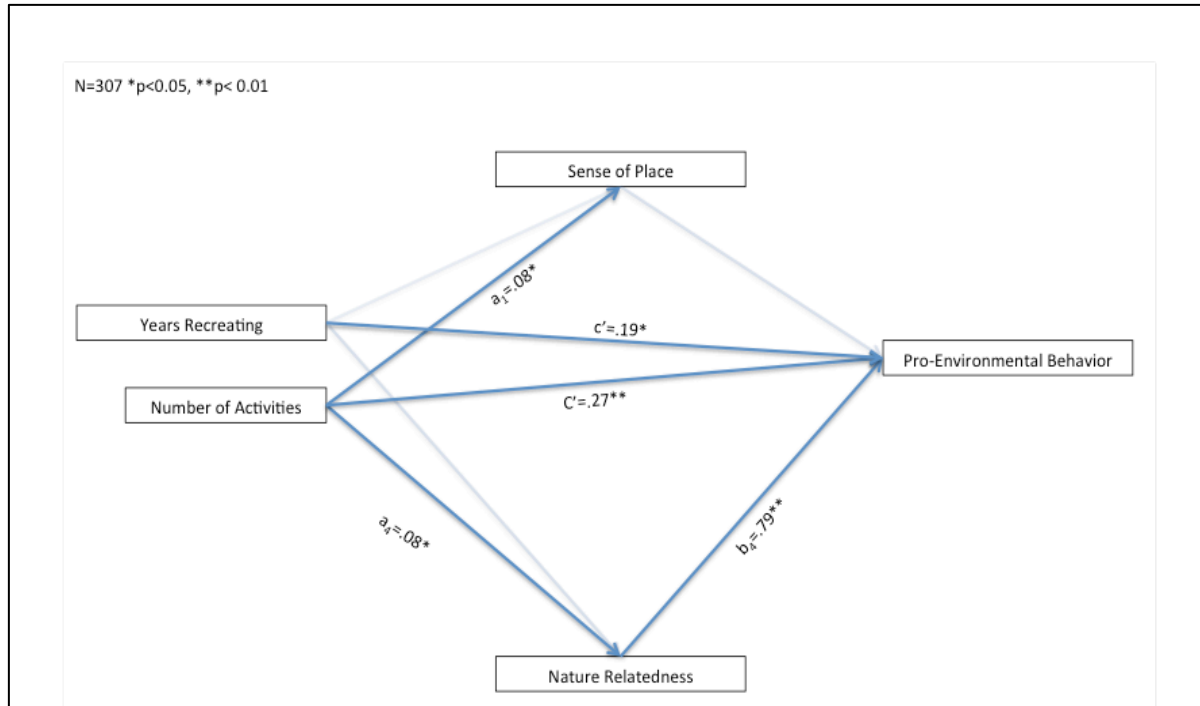 N=307 *p<0.05, **p< 0.01
Sense of Place
a₁=.08*
Years Recreating
c'=.19*
Pro-Environmental Behavior
Number of Activities
C'=.27**
a₄=.08*
b₄=.79**
Nature Relatedness